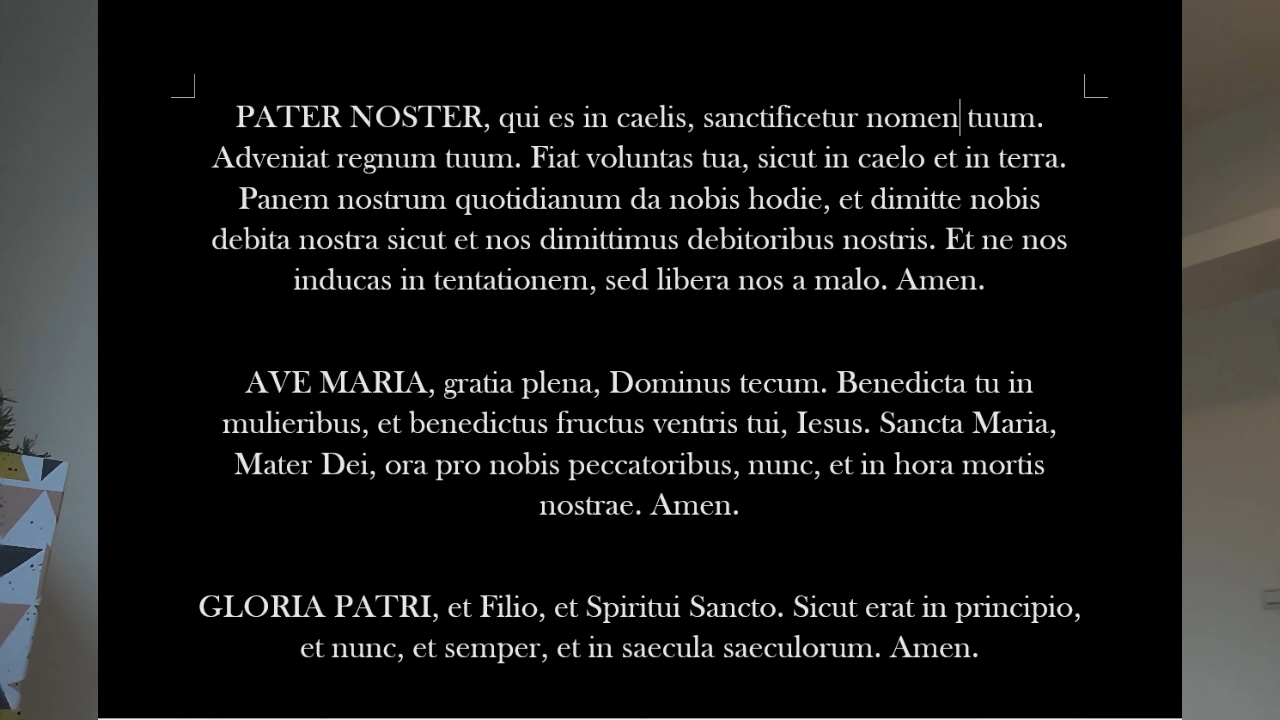 PATER NOSTER, qui es in caelis, sanctificetur nomen tuum.
Adveniat regnum tuum. Fiat voluntas tua, sicut in caelo et in terra.
Panem nostrum quotidianum da nobis hodie, et dimitte nobis
debita nostra sicut et nos dimittimus debitoribus nostris. Et ne nos
inducas in tentationem, sed libera nos a malo. Amen.
AVE MARIA, gratia plena, Dominus tecum. Benedicta tu in
mulieribus, et benedictus fructus ventris tui, Iesus. Sancta Maria,
Mater Dei, ora pro nobis peccatoribus, nunc, et in hora mortis
nostrae. Amen.
GLORIA PATRI, et Filio, et Spiritui Sancto. Sicut erat in principio,
et nunc, et semper, et in saecula saeculorum. Amen.